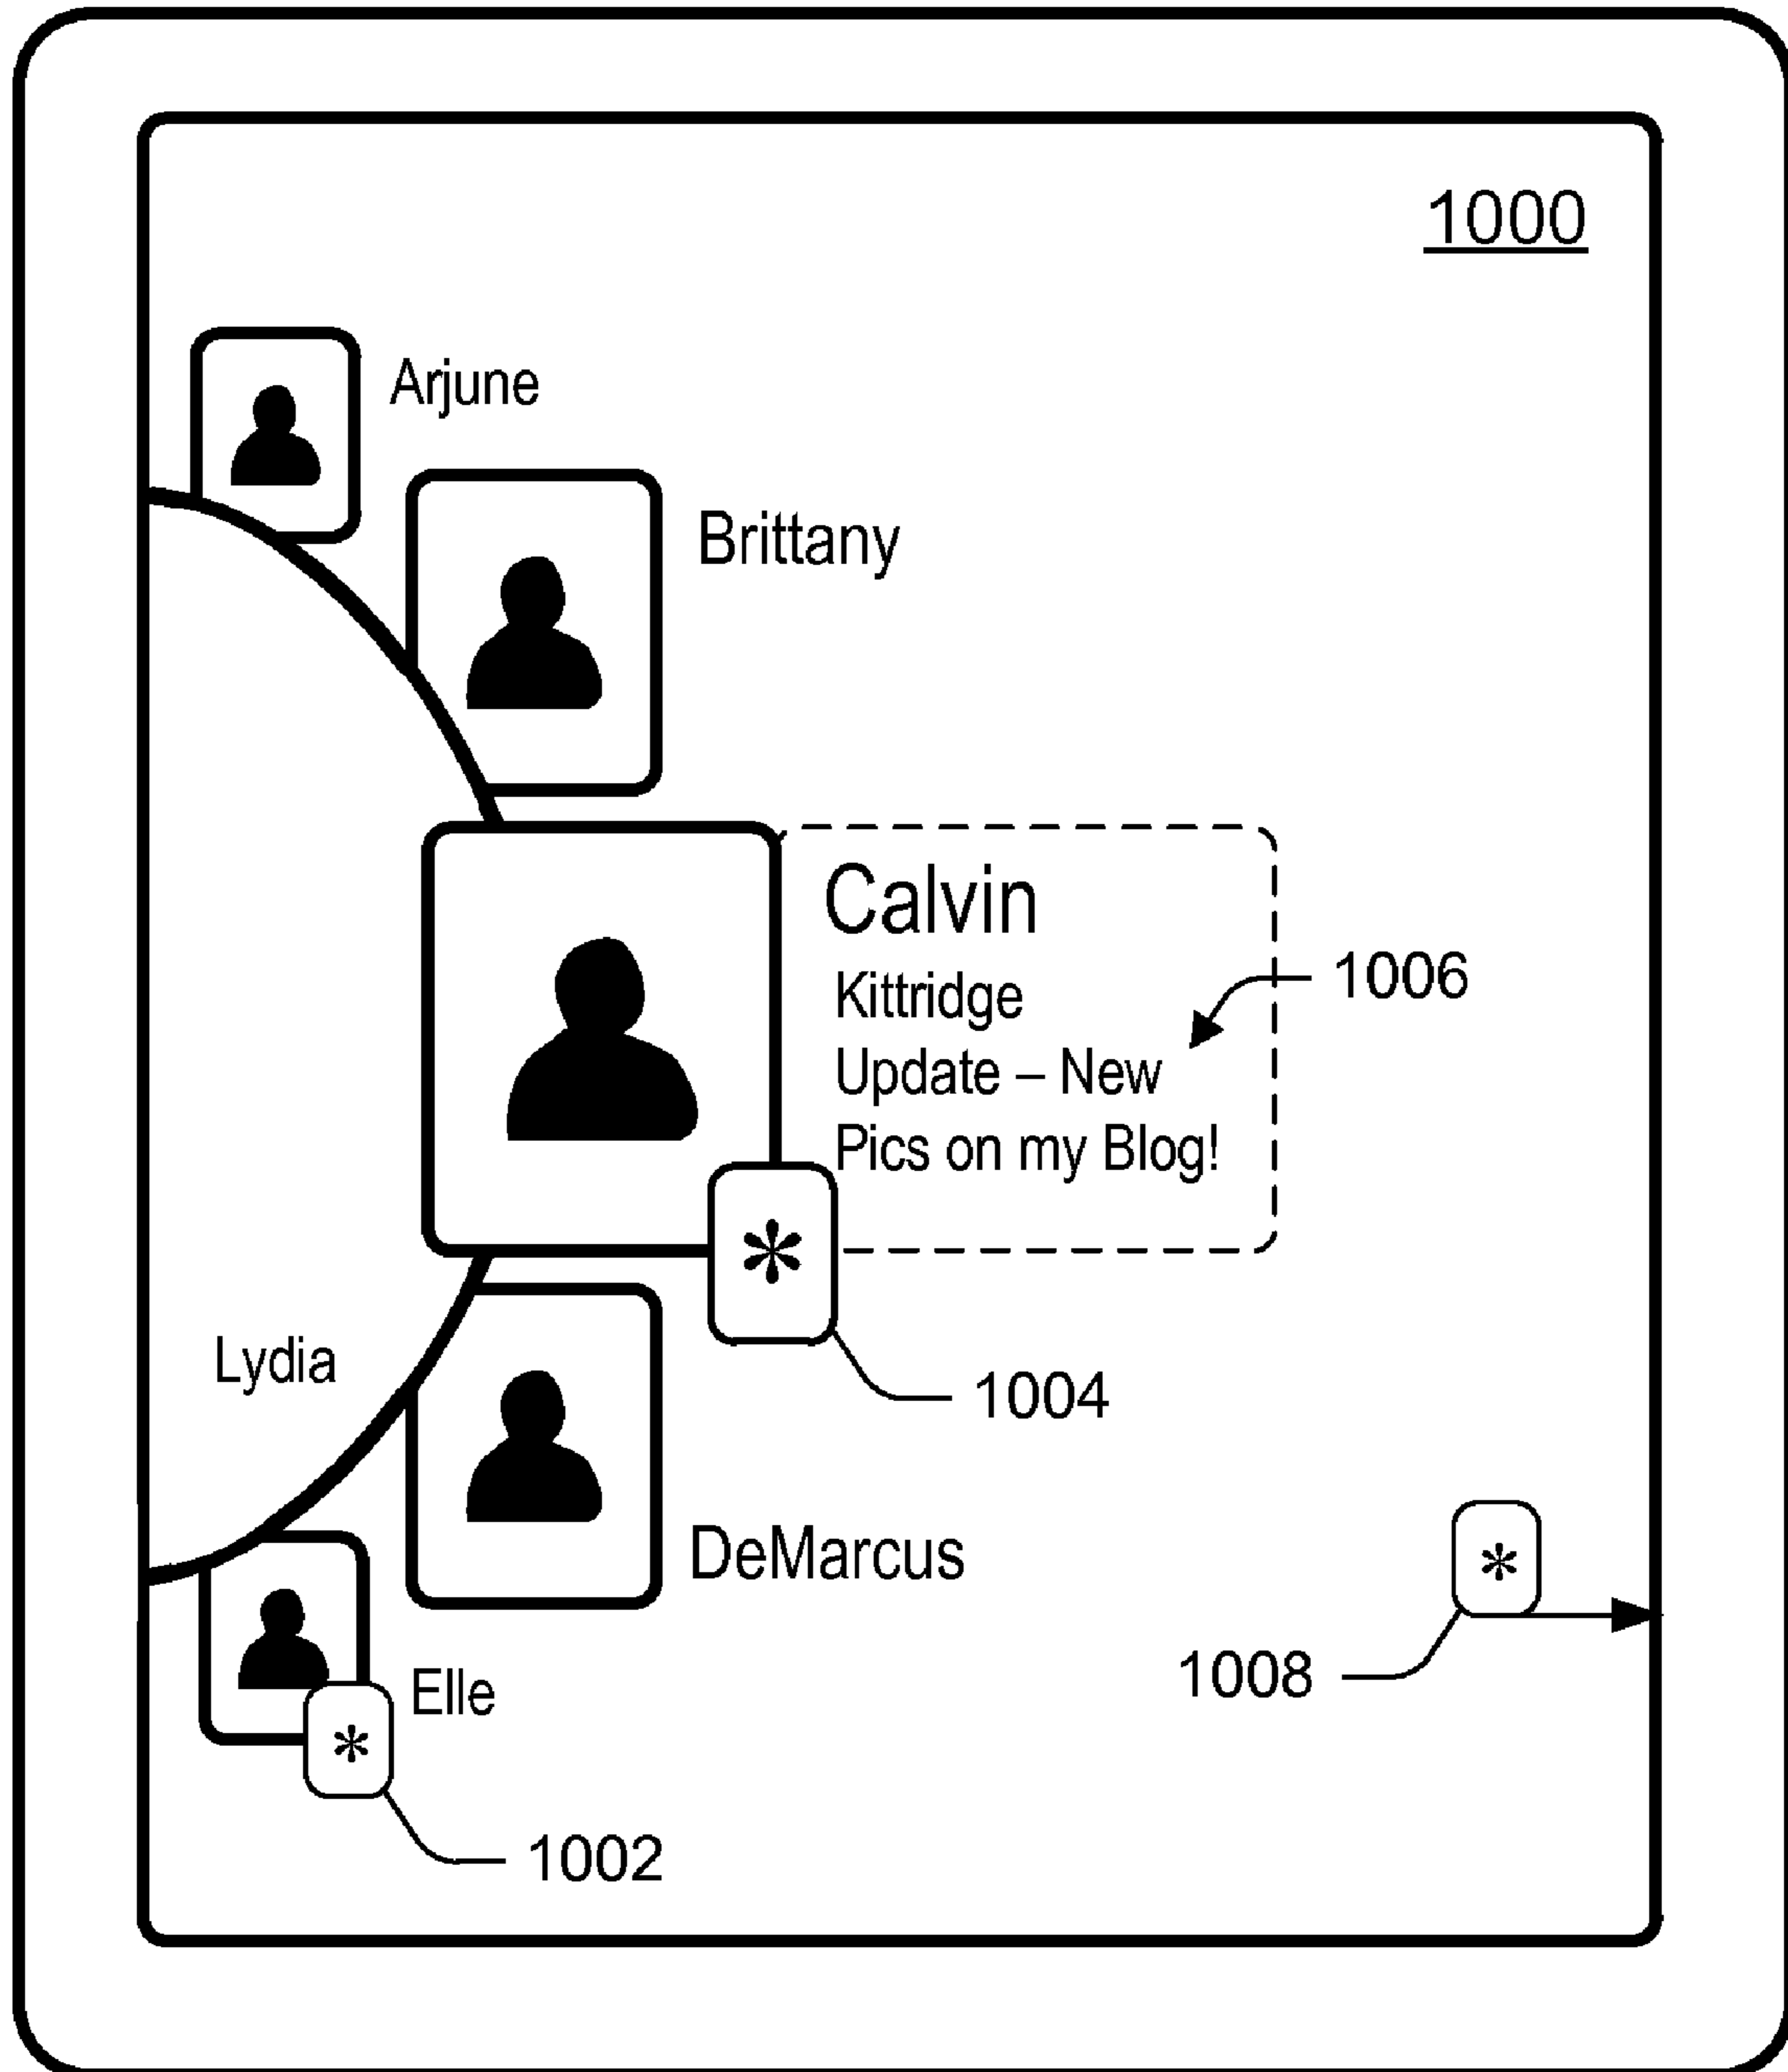 1000
Arjune
Brittany
Calvin
Kittridge
Update – New
Pics on my Blog!
1006
*
1004
Lydia
DeMarcus
*
1008
Elle
*
1002